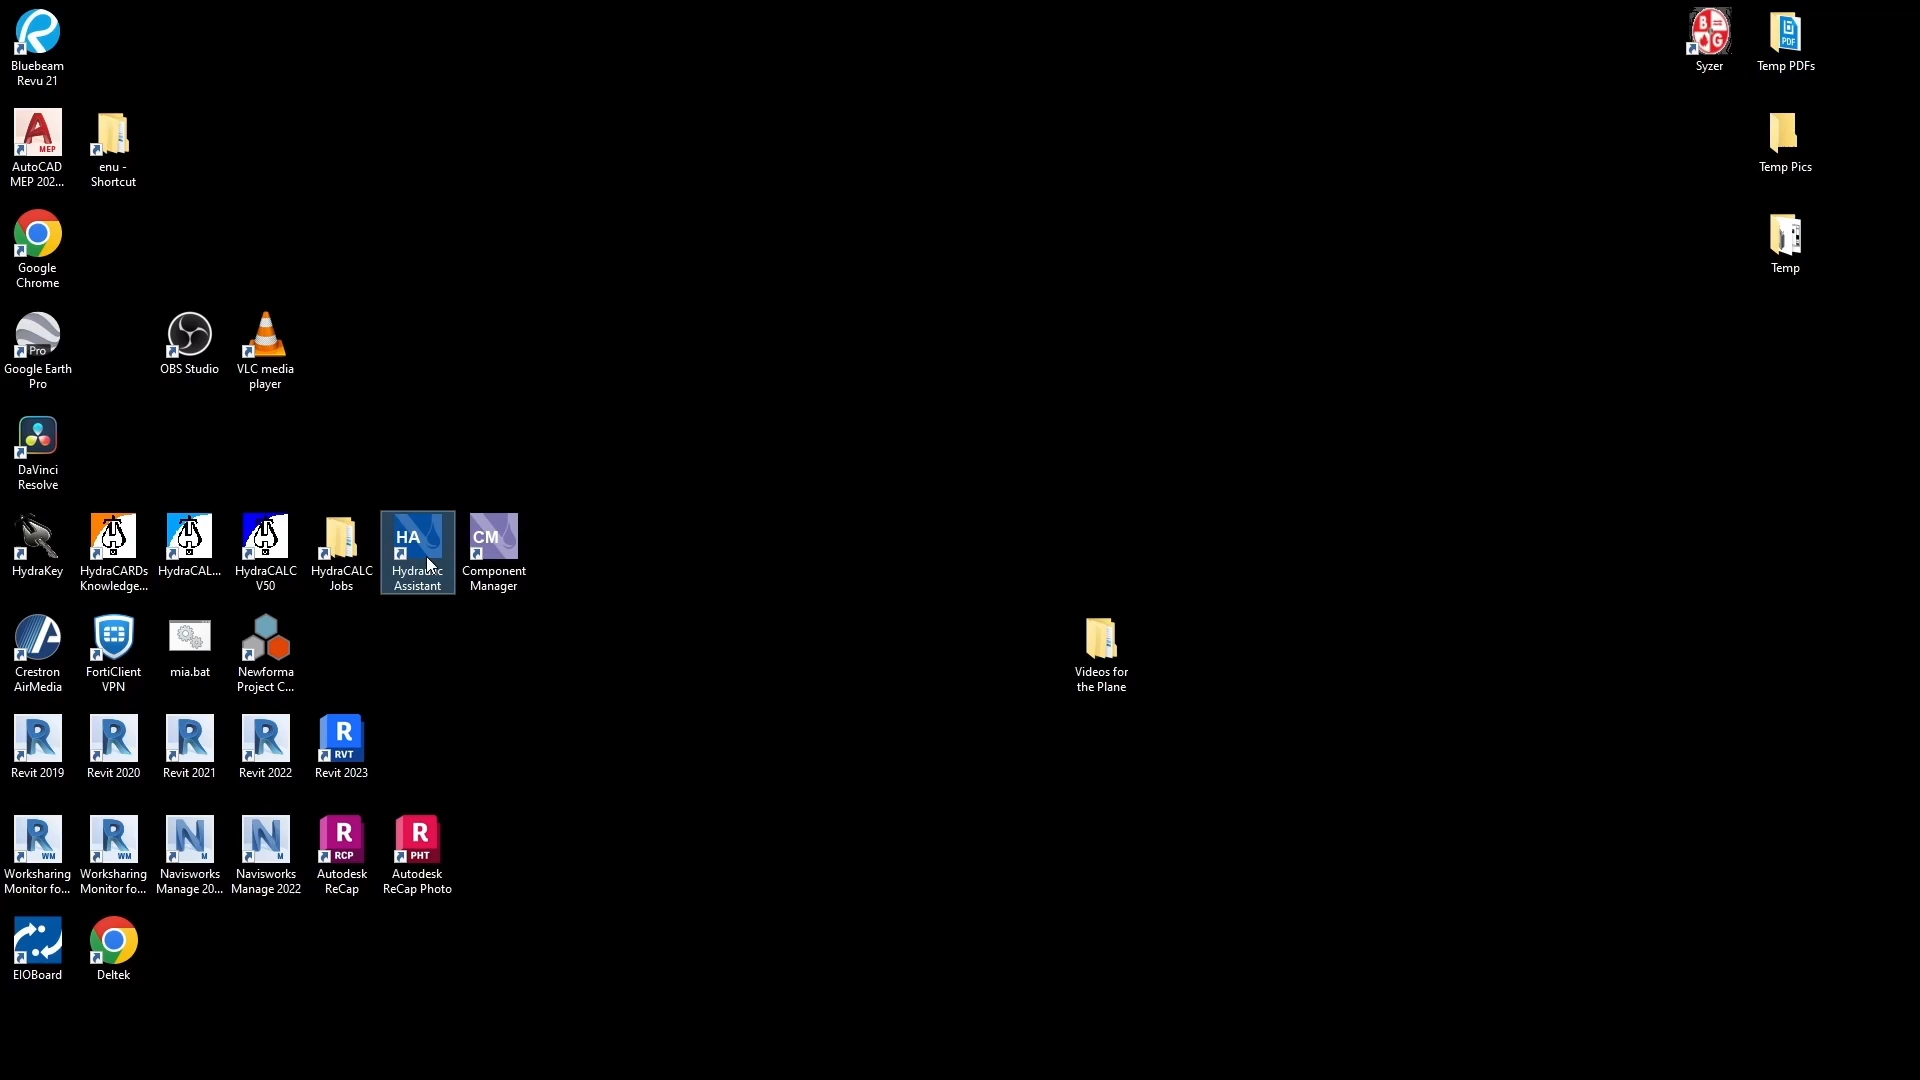 Bluebeam
Revu 21
Syzer
PDF
Temp PDFs
MEP
AutoCAD
MEP 202...
enu -
Shortcut
Temp Pics
Google
Chrome
Temp
Pro
Google Earth
Pro
OBS Studio
VLC media
player
DaVinci
Resolve
HydraKey
HydraCARDs
Knowledge...
HydraCAL...
HydraCALC
V50
HydraCALC
Jobs
HA
Hydraulic
Assistant
CM
Component
Manager
Crestron
AirMedia
FortiClient
VPN
mia.bat
Newforma
Project C...
Videos for
the Plane
R
Revit 2019
R
Revit 2020
R
Revit 2021
R
Revit 2022
R
RVT
Revit 2023
R
WM
Worksharing
Monitor fo...
R
WM
Worksharing
Monitor fo...
N
M
Navisworks
Manage 20...
N
M
Navisworks
Manage 2022
R
RCP
Autodesk
ReCap
R
PHT
Autodesk
ReCap Photo
EIOBoard
Deltek